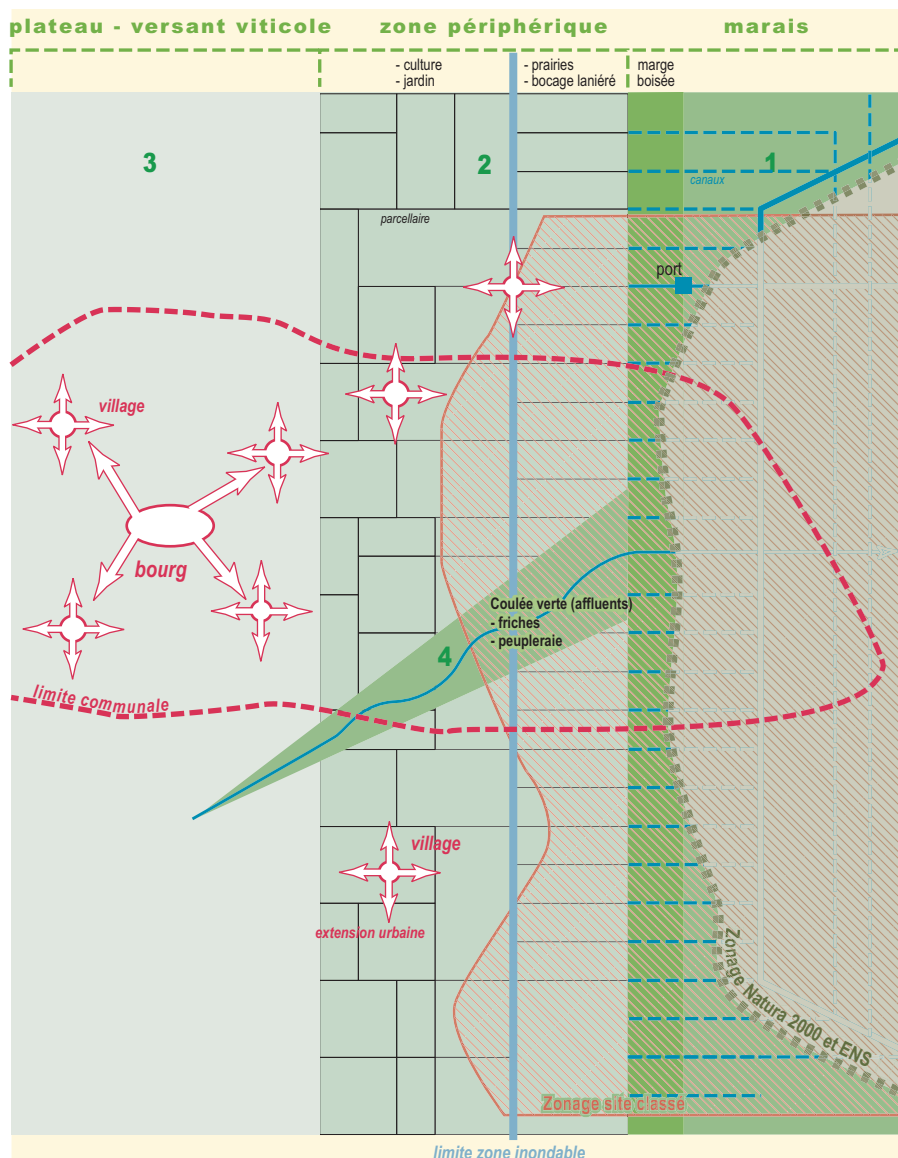 plateau - versant viticole
zone périphérique
marais
- culture
- jardin
- prairies
- bocage laniéré
marge
boisée
3
2
1
canaux
parcellaire
port
village
bourg
Coulée verte (affluents)
- friches
- peupleraie
4
limite communale
village
extension urbaine
Zonage Natura 2000 et ENS
Zonage site classé
limite zone inondable